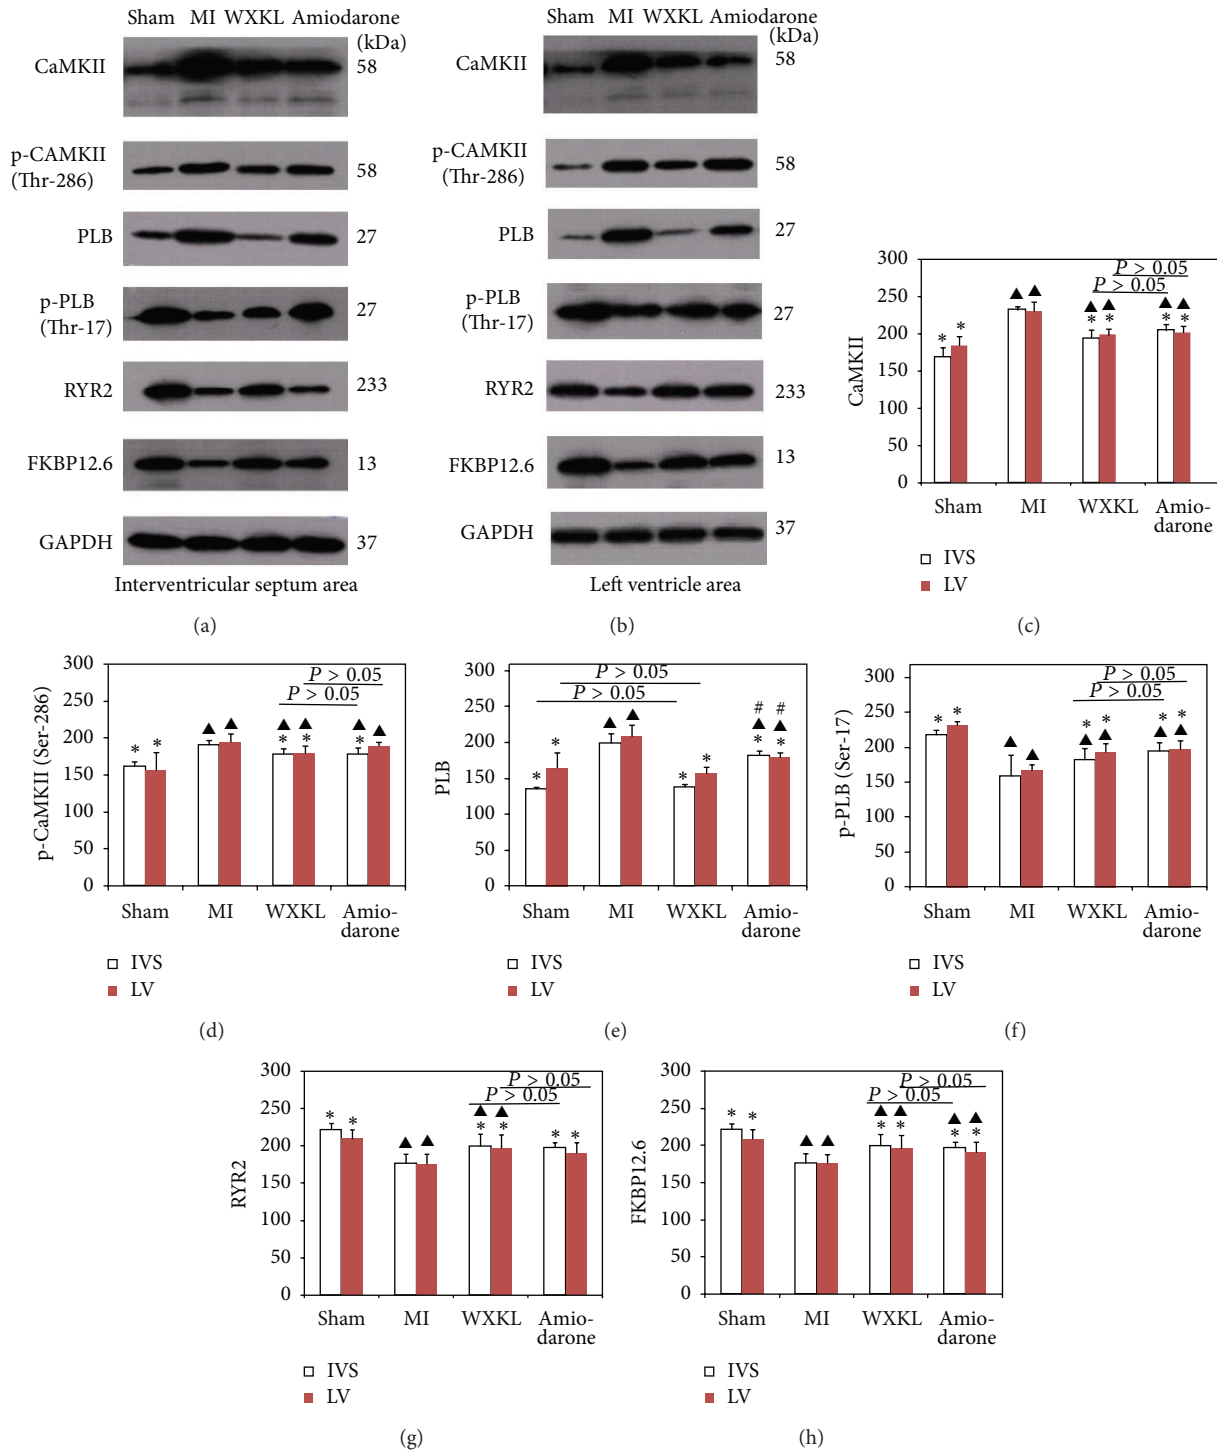 Sham MI WXKL Amiodarone
(kDa)
CaMKII 58
p-CAMKII
(Thr-286) 58
PLB 27
p-PLB
(Thr-17) 27
RYR2 233
FKBP12.6 13
GAPDH 37
Interventricular septum area
(a)
Sham MI WXKL Amiodarone
(kDa)
CaMKII 58
p-CAMKII
(Thr-286) 58
PLB 27
p-PLB
(Thr-17) 27
RYR2 233
FKBP12.6 13
GAPDH 37
Left ventricle area
(b)
CaMKII
300
250
200
150
100
50
0
P > 0.05
P > 0.05
▲ ▲ ▲ ▲ ▲ ▲
* * * * * *
Sham MI WXKL Amio-
darone
IVS
LV
(c)
p-CaMKII (Ser-286)
300
250
200
150
100
50
0
P > 0.05
P > 0.05
▲ ▲ ▲ ▲ ▲ ▲
* * * * *
Sham MI WXKL Amio-
darone
IVS
LV
(d)
PLB
300
250
200
150
100
50
0
P > 0.05
P > 0.05
# #
▲ ▲ ▲ ▲
* * * * * *
Sham MI WXKL Amio-
darone
IVS
LV
(e)
p-PLB (Ser-17)
300
250
200
150
100
50
0
P > 0.05
P > 0.05
* * * * * *
▲ ▲ ▲ ▲ ▲ ▲
Sham MI WXKL Amio-
darone
IVS
LV
(f)
RYR2
300
250
200
150
100
50
0
P > 0.05
P > 0.05
▲ ▲ ▲ ▲
* * * * * *
Sham MI WXKL Amio-
darone
IVS
LV
(g)
FKBP12.6
300
250
200
150
100
50
0
P > 0.05
P > 0.05
▲ ▲ ▲ ▲ ▲ ▲
* * * * * *
Sham MI WXKL Amio-
darone
IVS
LV
(h)